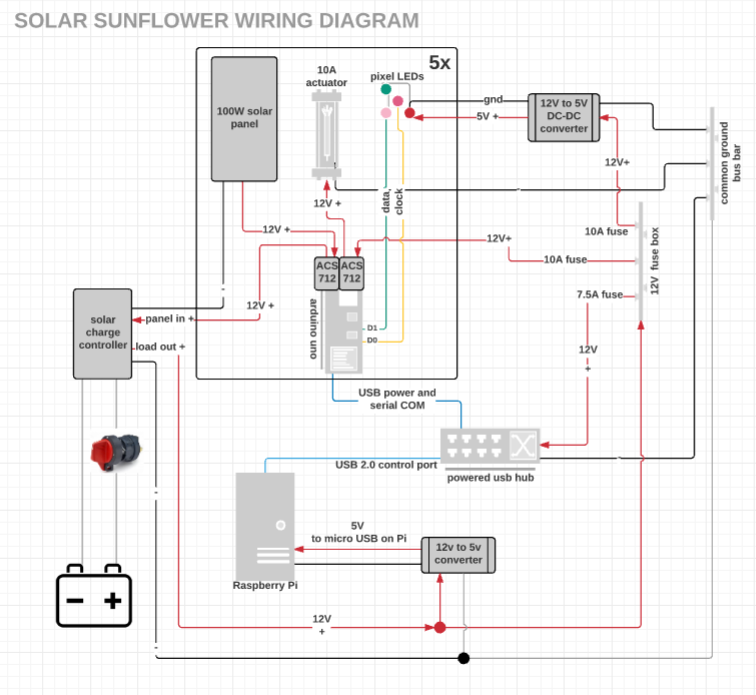 SOLAR SUNFLOWER WIRING DIAGRAM
5x
10A
actuator
pixel LEDs
100W solar
panel
gnd
5V +
12V to 5V
DC-DC
converter
common ground
bus bar
12V+
12V +
data,
clock
12V +
12V+
10A fuse
10A fuse
12V fuse box
ACS
712
ACS
712
7.5A fuse
12V +
solar
charge
controller
panel in +
arduino uno
D1
D0
load out +
12V
+
USB power and
serial COM
USB 2.0 control port
powered usb hub
5V
to micro USB on Pi
12v to 5v
converter
Raspberry Pi
- +
12V
+